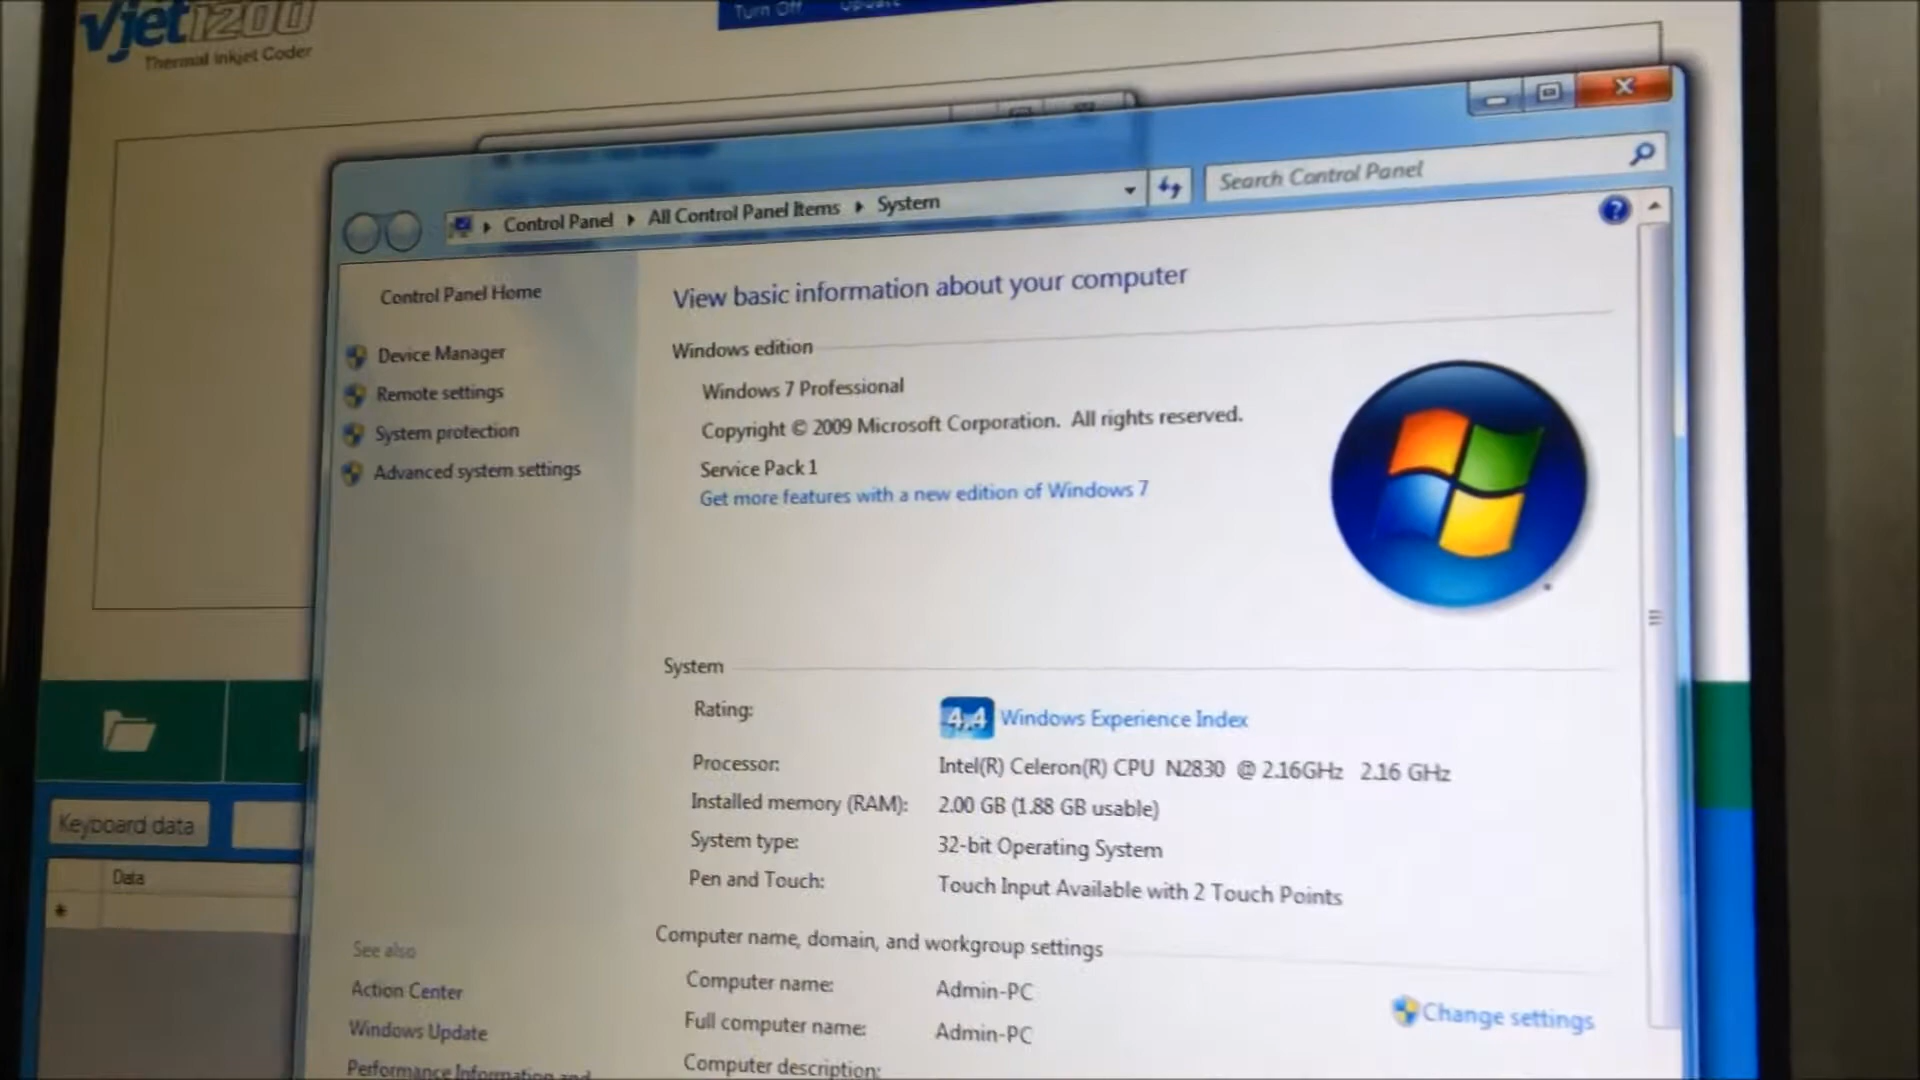 Vjet1200
Thermal Inkjet Coder
Turn Off Update
Control Panel All Control Panel Items System
Search Control Panel
Control Panel Home
Device Manager
Remote settings
System protection
Advanced system settings
View basic information about your computer
Windows edition
Windows 7 Professional
Copyright © 2009 Microsoft Corporation. All rights reserved.
Service Pack 1
Get more features with a new edition of Windows 7
System
Rating: 4.4 Windows Experience Index
Processor: Intel(R) Celeron(R) CPU N2830 @ 2.16GHz 2.16 GHz
Installed memory (RAM): 2.00 GB (1.88 GB usable)
System type: 32-bit Operating System
Pen and Touch: Touch Input Available with 2 Touch Points
Computer name, domain, and workgroup settings
Computer name: Admin-PC
Full computer name: Admin-PC
Computer description:
Change settings
Keyboard data
Data
*
See also
Action Center
Windows Update
Performance Information and